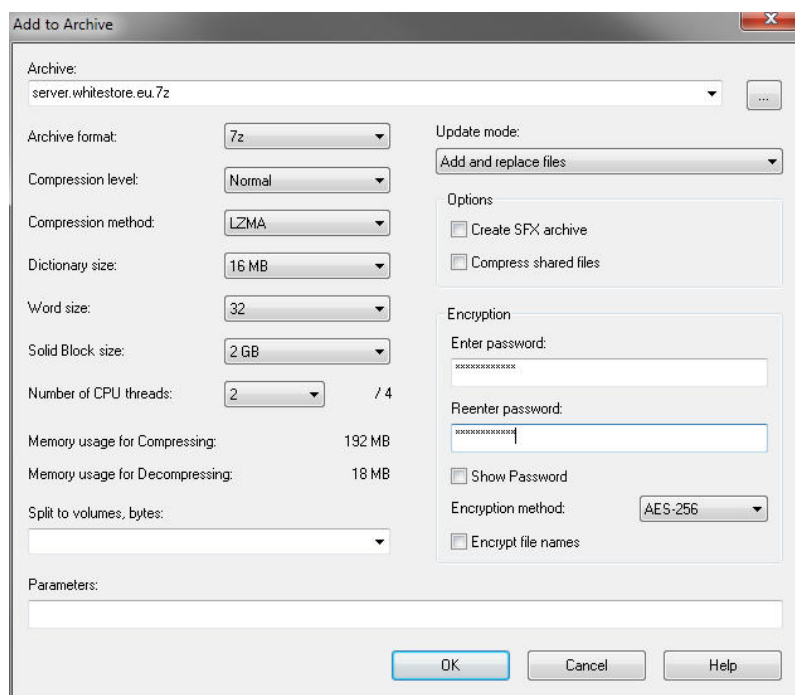 Add to Archive
x
Archive:
server.whitestore.eu.7z
...
Archive format:
7z
Compression level:
Normal
Compression method:
LZMA
Dictionary size:
16 MB
Word size:
32
Solid Block size:
2 GB
Number of CPU threads:
2
/ 4
Memory usage for Compressing:
192 MB
Memory usage for Decompressing:
18 MB
Split to volumes, bytes:
Update mode:
Add and replace files
Options
Create SFX archive
Compress shared files
Encryption
Enter password:
************
Reenter password:
************
Show Password
Encryption method:
AES-256
Encrypt file names
Parameters:
OK
Cancel
Help